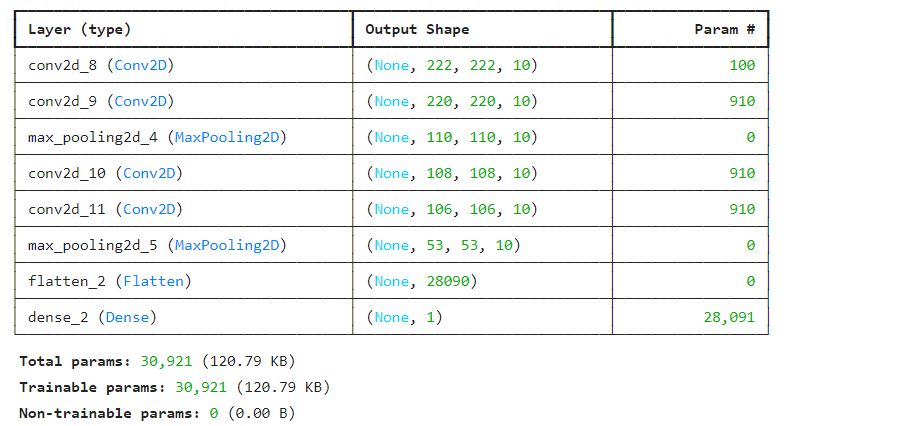 Layer (type) Output Shape Param #
conv2d_8 (Conv2D) (None, 222, 222, 10) 100
conv2d_9 (Conv2D) (None, 220, 220, 10) 910
max_pooling2d_4 (MaxPooling2D) (None, 110, 110, 10) 0
conv2d_10 (Conv2D) (None, 108, 108, 10) 910
conv2d_11 (Conv2D) (None, 106, 106, 10) 910
max_pooling2d_5 (MaxPooling2D) (None, 53, 53, 10) 0
flatten_2 (Flatten) (None, 28090) 0
dense_2 (Dense) (None, 1) 28,091
Total params: 30,921 (120.79 KB)
Trainable params: 30,921 (120.79 KB)
Non-trainable params: 0 (0.00 B)